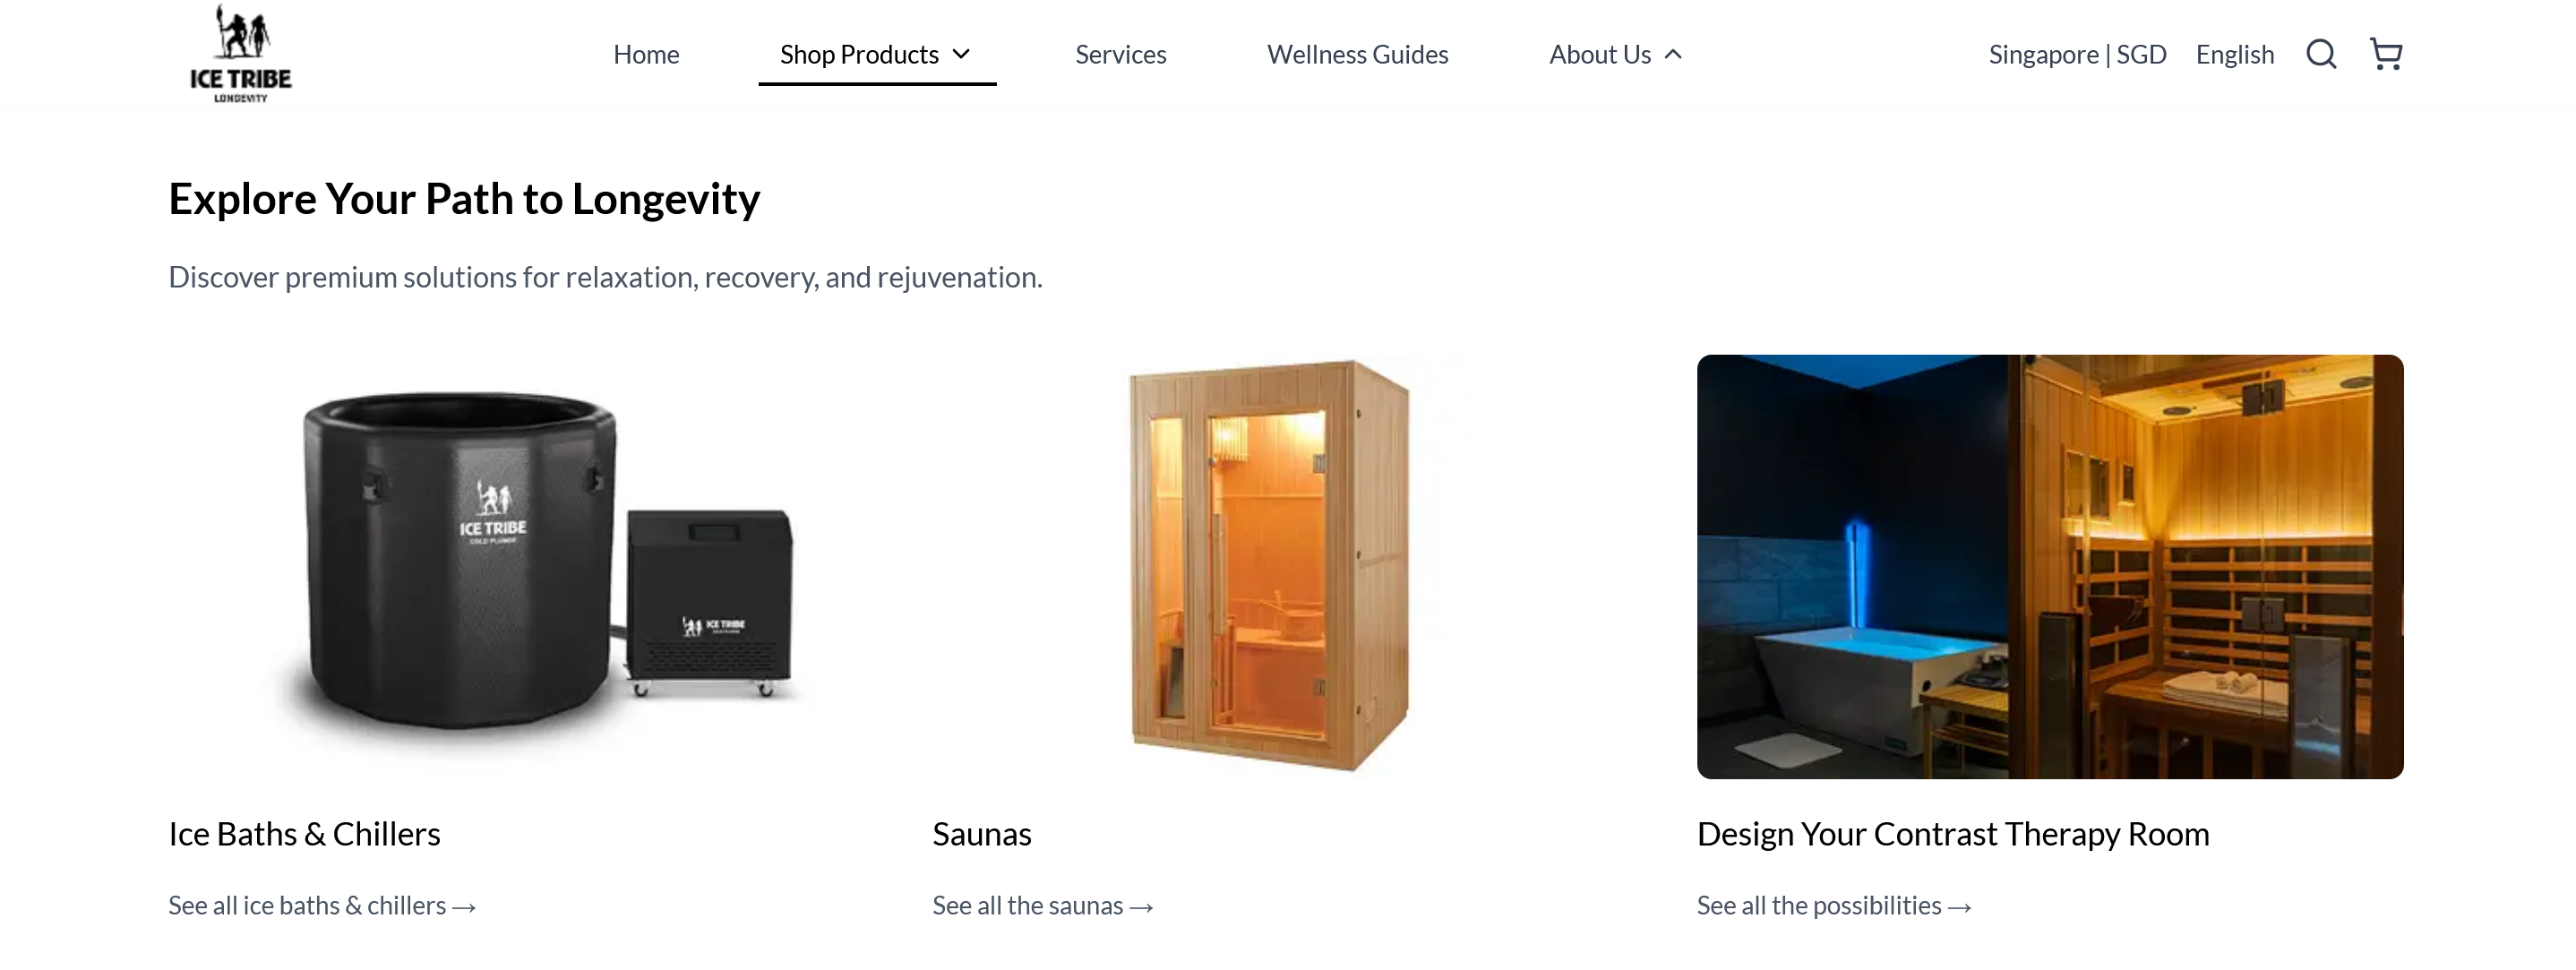 ICE TRIBE
LONGEVITY
Home
Shop Products
Services
Wellness Guides
About Us
Singapore | SGD
English
Explore Your Path to Longevity
Discover premium solutions for relaxation, recovery, and rejuvenation.
ICE TRIBE
COLD PLUNGE
ICE TRIBE
Ice Baths & Chillers
Saunas
Design Your Contrast Therapy Room
See all ice baths & chillers →
See all the saunas →
See all the possibilities →